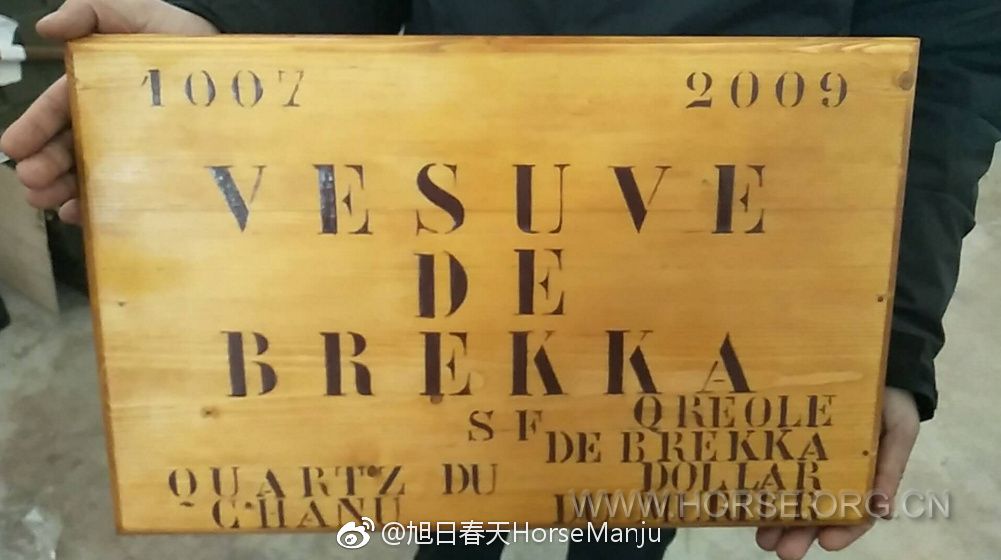 1007 2009
VESUVE
DE
BREKKA
S-F QREOLE
DE BREKKA
QUARTZ DU DOLLAR
CHANU
WWW.HORSE.ORG.CN
@旭日春天HorseManju